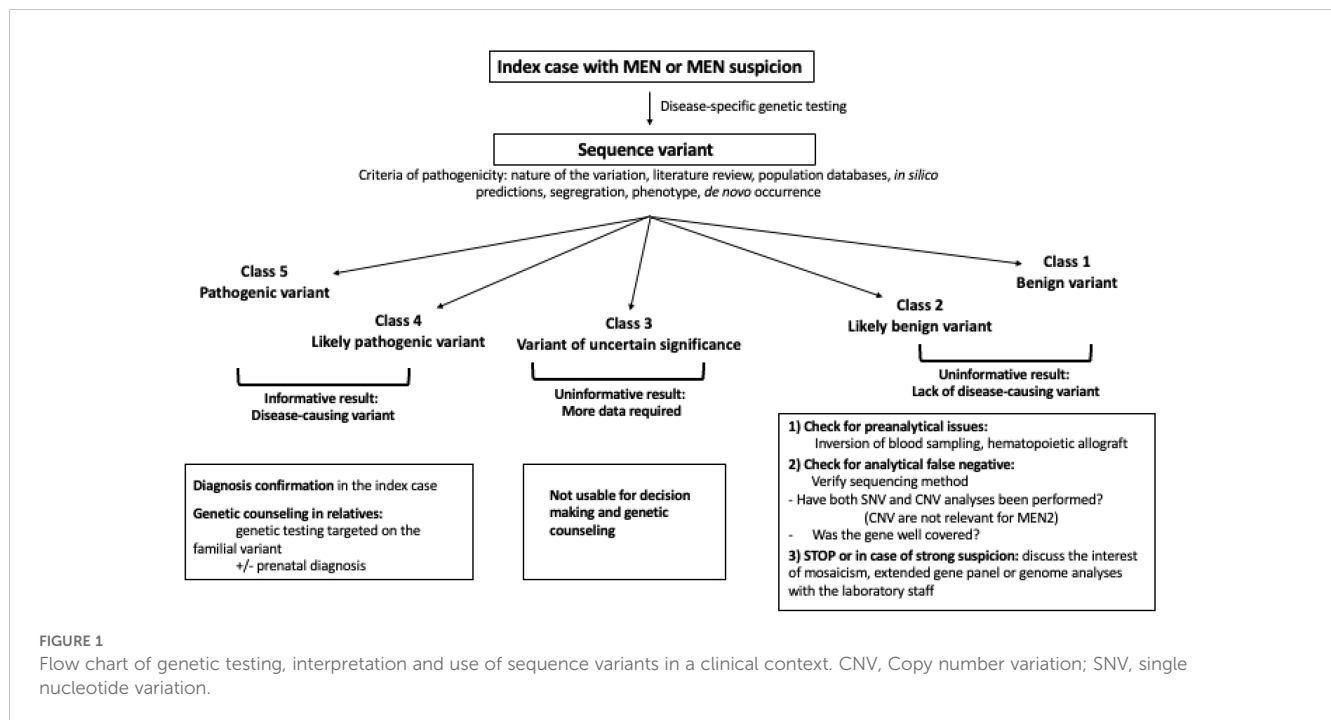 Index case with MEN or MEN suspicion
Disease-specific genetic testing
Sequence variant
Criteria of pathogenicity: nature of the variation, literature review, population databases, in silico
predictions, segregration, phenotype, de novo occurrence
Class 5
Pathogenic variant
Class 4
Likely pathogenic variant
Class 3
Variant of uncertain significance
Class 2
Likely benign variant
Class 1
Benign variant
Informative result:
Disease-causing variant
Uninformative result:
More data required
Uninformative result:
Lack of disease-causing variant
Diagnosis confirmation in the index case
Genetic counseling in relatives:
genetic testing targeted on the
familial variant
+/- prenatal diagnosis
Not usable for decision
making and genetic
counseling
1) Check for preanalytical issues:
Inversion of blood sampling, hematopoietic allograft
2) Check for analytical false negative:
Verify sequencing method
- Have both SNV and CNV analyses been performed?
(CNV are not relevant for MEN2)
- Was the gene well covered?
3) STOP or in case of strong suspicion: discuss the interest
of mosaicism, extended gene panel or genome analyses
with the laboratory staff
FIGURE 1
Flow chart of genetic testing, interpretation and use of sequence variants in a clinical context. CNV, Copy number variation; SNV, single
nucleotide variation.